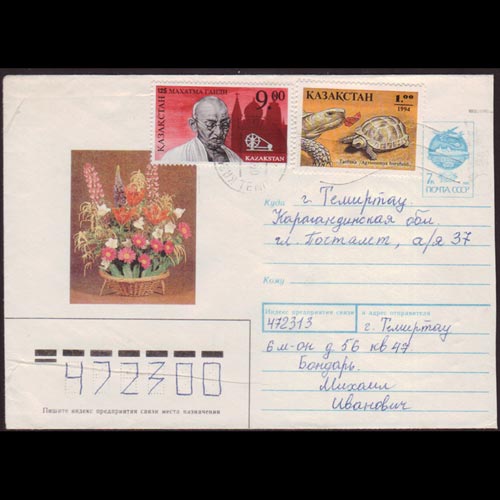 КАЗАКСТАН
МАХАТМА ГАНДИ
9.00
KAZAKSTAN
КАЗАКСТАН
1.00
1994
7к
ПОЧТА СССР
Куда г. Темиртау
Карагандинская обл.
гл. Почтамт, а/я 37
Кому
Индекс предприятия связи и адрес отправителя
472313 г. Темиртау
6 м-он д 56 кв 47
Бондарь
Михаил
Иванович
472300
Пишите индекс предприятия связи места назначения